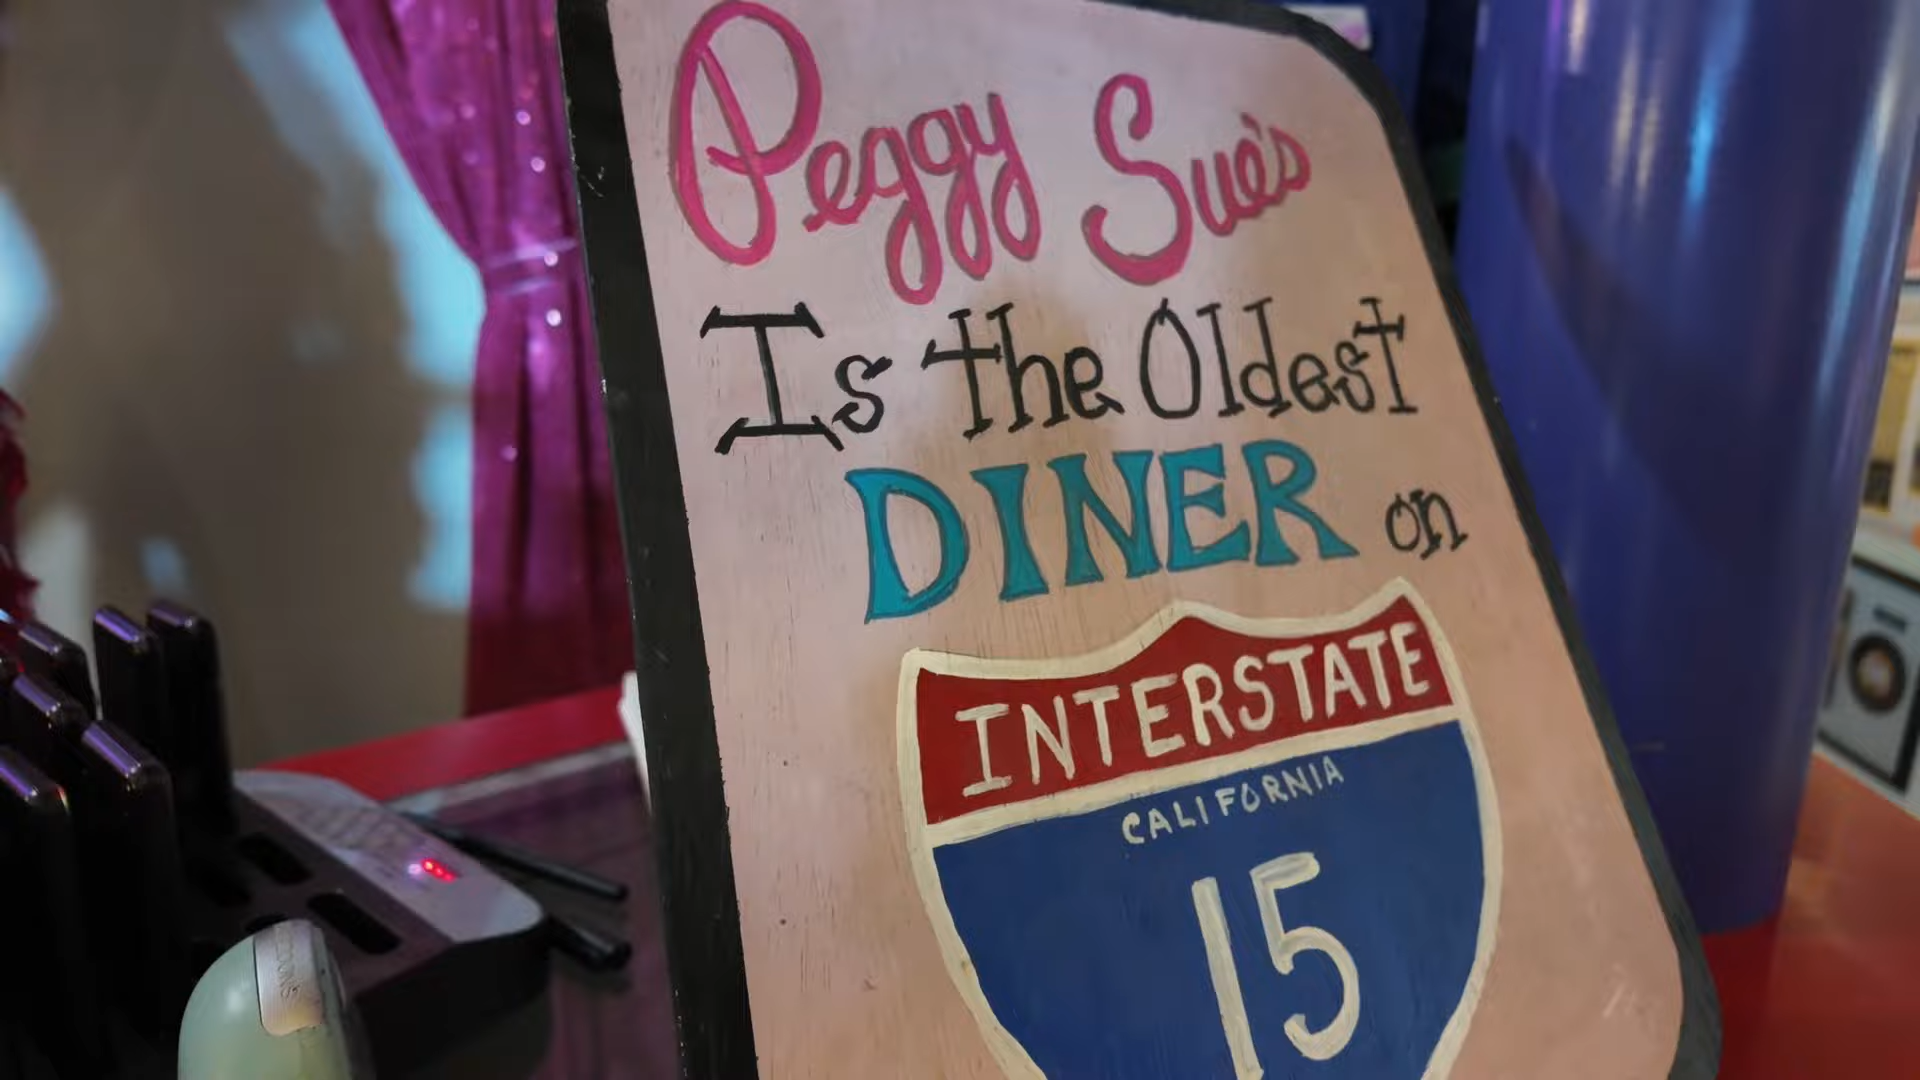 Peggy Sue's
Is the Oldest
DINER on
INTERSTATE
CALIFORNIA
15